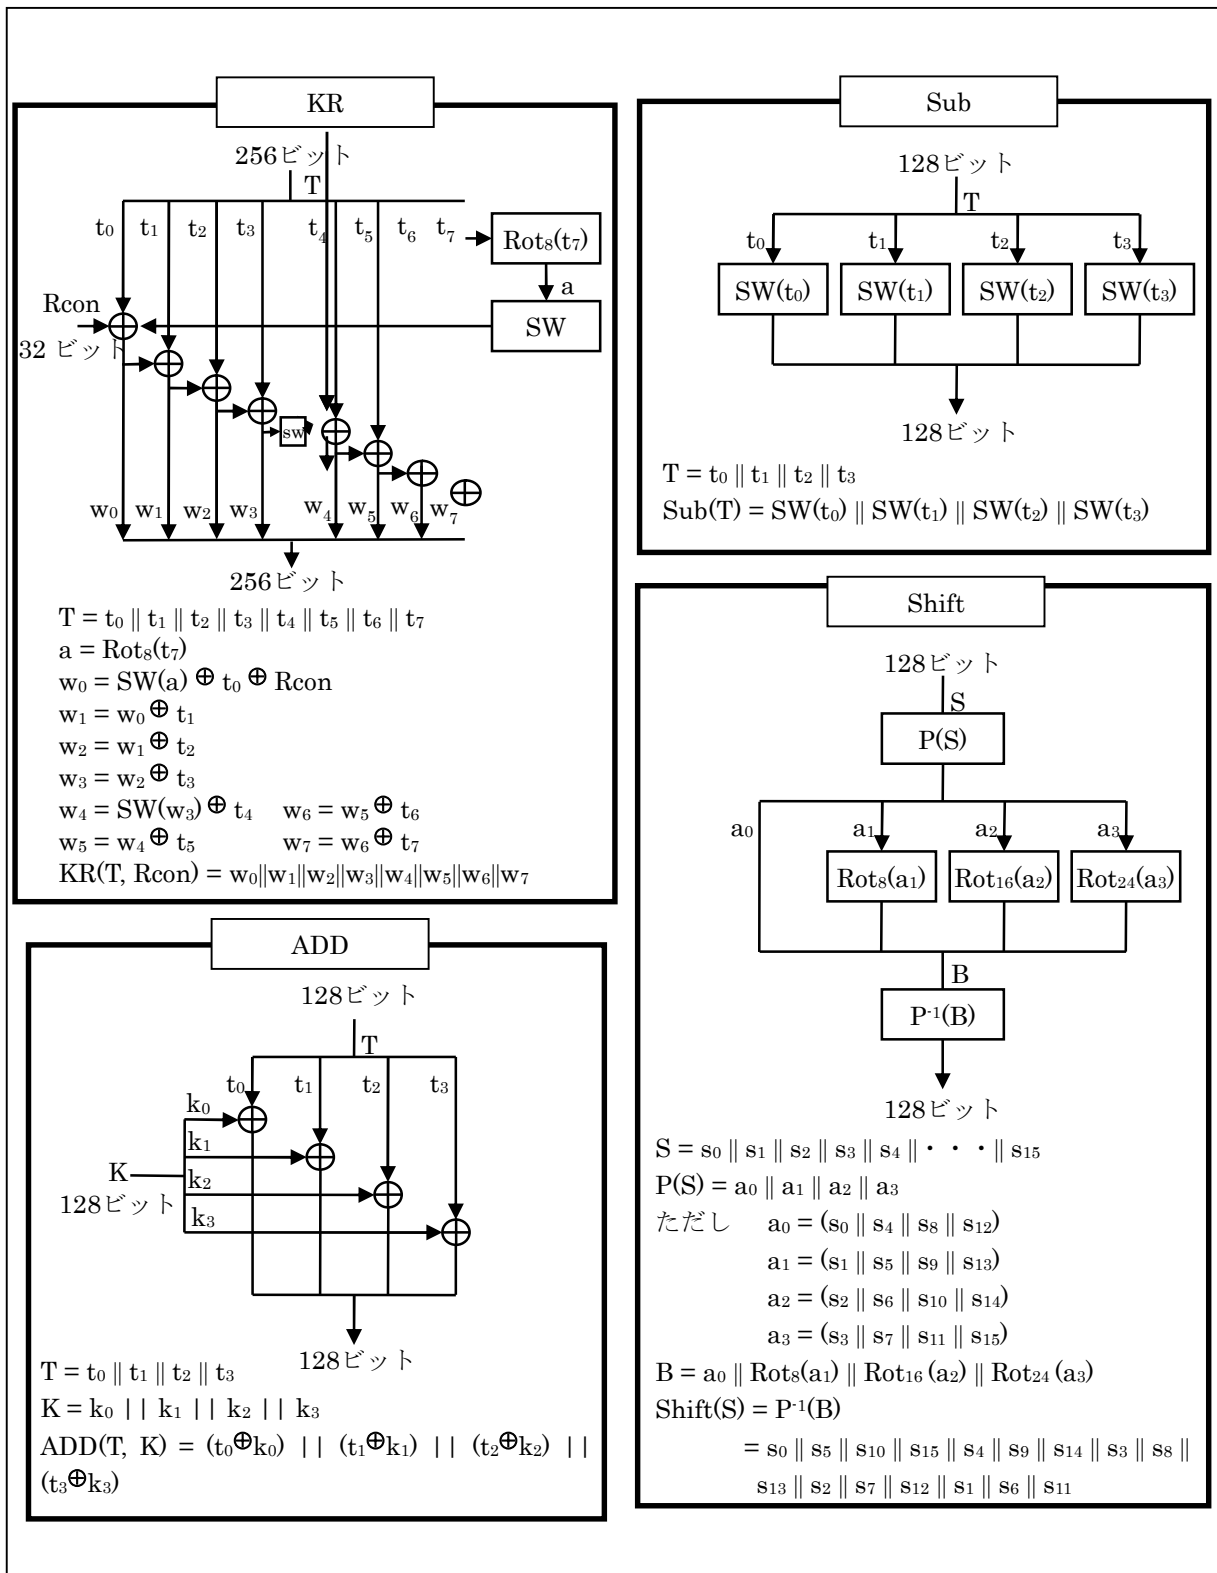 KR
256ビット
T
t₀ t₁ t₂ t₃ t₄ t₅ t₆ t₇
Rot₈(t₇)
a
Rcon
SW
32 ビット
sw
w₀ w₁ w₂ w₃ w₄ w₅ w₆ w₇
256ビット
T = t₀ || t₁ || t₂ || t₃ || t₄ || t₅ || t₆ || t₇
a = Rot₈(t₇)
w₀ = SW(a) ⊕ t₀ ⊕ Rcon
w₁ = w₀ ⊕ t₁
w₂ = w₁ ⊕ t₂
w₃ = w₂ ⊕ t₃
w₄ = SW(w₃) ⊕ t₄ w₆ = w₅ ⊕ t₆
w₅ = w₄ ⊕ t₅ w₇ = w₆ ⊕ t₇
KR(T, Rcon) = w₀||w₁||w₂||w₃||w₄||w₅||w₆||w₇
ADD
128ビット
T
t₀ t₁ t₂ t₃
k₀
k₁
K
k₂
128ビット
k₃
128ビット
T = t₀ || t₁ || t₂ || t₃
K = k₀ || k₁ || k₂ || k₃
ADD(T, K) = (t₀⊕k₀) || (t₁⊕k₁) || (t₂⊕k₂) ||
(t₃⊕k₃)
Sub
128ビット
T
t₀ t₁ t₂ t₃
SW(t₀) SW(t₁) SW(t₂) SW(t₃)
128ビット
T = t₀ || t₁ || t₂ || t₃
Sub(T) = SW(t₀) || SW(t₁) || SW(t₂) || SW(t₃)
Shift
128ビット
S
P(S)
a₀ a₁ a₂ a₃
Rot₈(a₁) Rot₁₆(a₂) Rot₂₄(a₃)
B
P⁻¹(B)
128ビット
S = s₀ || s₁ || s₂ || s₃ || s₄ || ・・・ || s₁₅
P(S) = a₀ || a₁ || a₂ || a₃
ただし a₀ = (s₀ || s₄ || s₈ || s₁₂)
a₁ = (s₁ || s₅ || s₉ || s₁₃)
a₂ = (s₂ || s₆ || s₁₀ || s₁₄)
a₃ = (s₃ || s₇ || s₁₁ || s₁₅)
B = a₀ || Rot₈(a₁) || Rot₁₆ (a₂) || Rot₂₄ (a₃)
Shift(S) = P⁻¹(B)
= s₀ || s₅ || s₁₀ || s₁₅ || s₄ || s₉ || s₁₄ || s₃ || s₈ ||
s₁₃ || s₂ || s₇ || s₁₂ || s₁ || s₆ || s₁₁